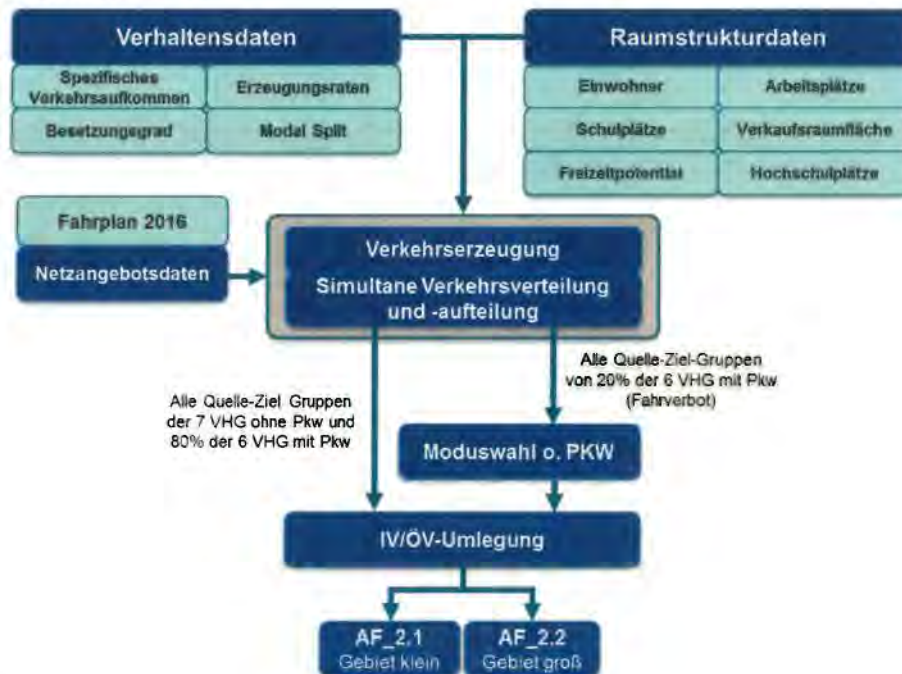 Verhaltensdaten
Spezifisches
Verkehrsaufkommen
Erzeugungsraten
Besetzungsgrad
Model Split
Raumstrukturdaten
Einwohner
Arbeitsplätze
Schulplätze
Verkaufsraumfläche
Freizeitpotential
Hochschulplätze
Fahrplan 2016
Netzangebotsdaten
Verkehrserzeugung
Simultane Verkehrsverteilung
und -aufteilung
Alle Quelle-Ziel Gruppen
der 7 VHG ohne Pkw und
80% der 6 VHG mit Pkw
Alle Quelle-Ziel-Gruppen
von 20% der 6 VHG mit Pkw
(Fahrverbot)
Moduswahl o. PKW
IV/ÖV-Umlegung
AF_2.1
Gebiet klein
AF_2.2
Gebiet groß